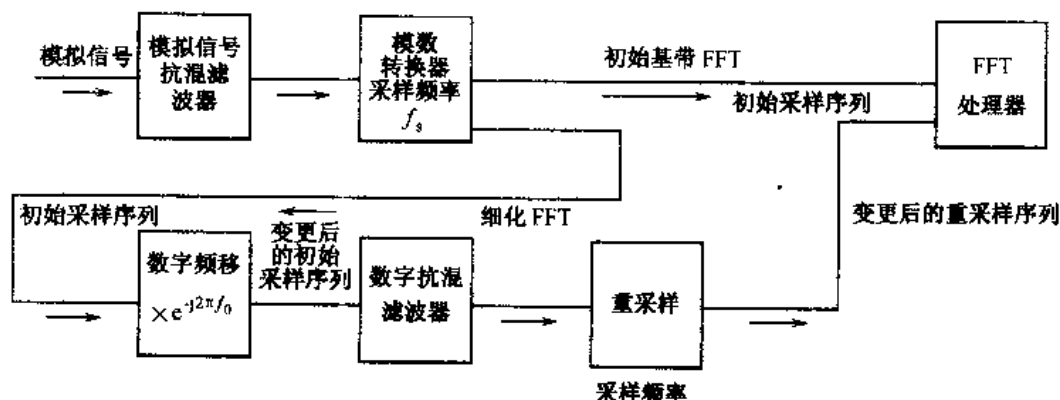 模拟信号
模拟信号
抗混滤
波器
模数
转换器
采样频率
f_s
初始基带 FFT
初始采样序列
FFT
处理器
初始采样序列
变更后
的初始
采样序列
细化 FFT
变更后的重采样序列
数字频移
×e^{-j2πf_0}
数字抗混
滤波器
重采样
采样频率